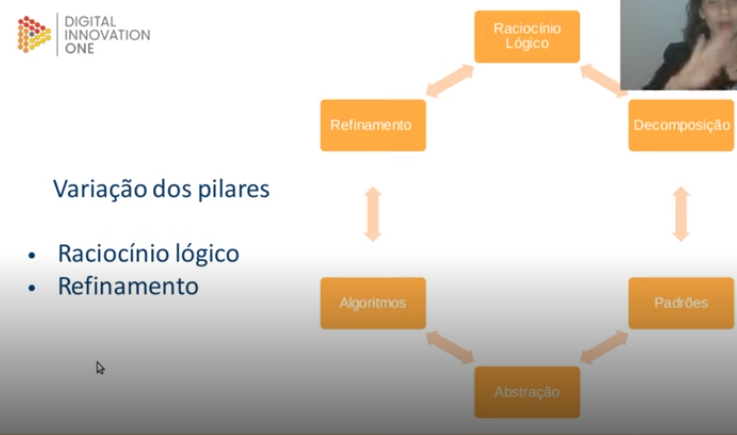 DIGITAL
INNOVATION
ONE
Raciocínio
Lógico
Refinamento
Decomposição
Variação dos pilares
• Raciocínio lógico
• Refinamento
Algoritmos
Padrões
Abstração